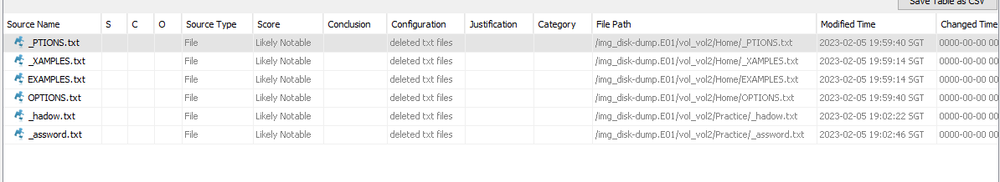 Save Table as CSV
Source Name S C O Source Type Score Conclusion Configuration Justification Category File Path Modified Time Changed Time
_PTIONS.txt File Likely Notable deleted txt files /img_disk-dump.E01/vol_vol2/Home/_PTIONS.txt 2023-02-05 19:59:40 SGT 0000-00-00 00
_XAMPLES.txt File Likely Notable deleted txt files /img_disk-dump.E01/vol_vol2/Home/_XAMPLES.txt 2023-02-05 19:59:14 SGT 0000-00-00 00
EXAMPLES.txt File Likely Notable deleted txt files /img_disk-dump.E01/vol_vol2/Home/EXAMPLES.txt 2023-02-05 19:59:14 SGT 0000-00-00 00
OPTIONS.txt File Likely Notable deleted txt files /img_disk-dump.E01/vol_vol2/Home/OPTIONS.txt 2023-02-05 19:59:40 SGT 0000-00-00 00
_hadow.txt File Likely Notable deleted txt files /img_disk-dump.E01/vol_vol2/Practice/_hadow.txt 2023-02-05 19:02:22 SGT 0000-00-00 00
_assword.txt File Likely Notable deleted txt files /img_disk-dump.E01/vol_vol2/Practice/_assword.txt 2023-02-05 19:02:46 SGT 0000-00-00 00